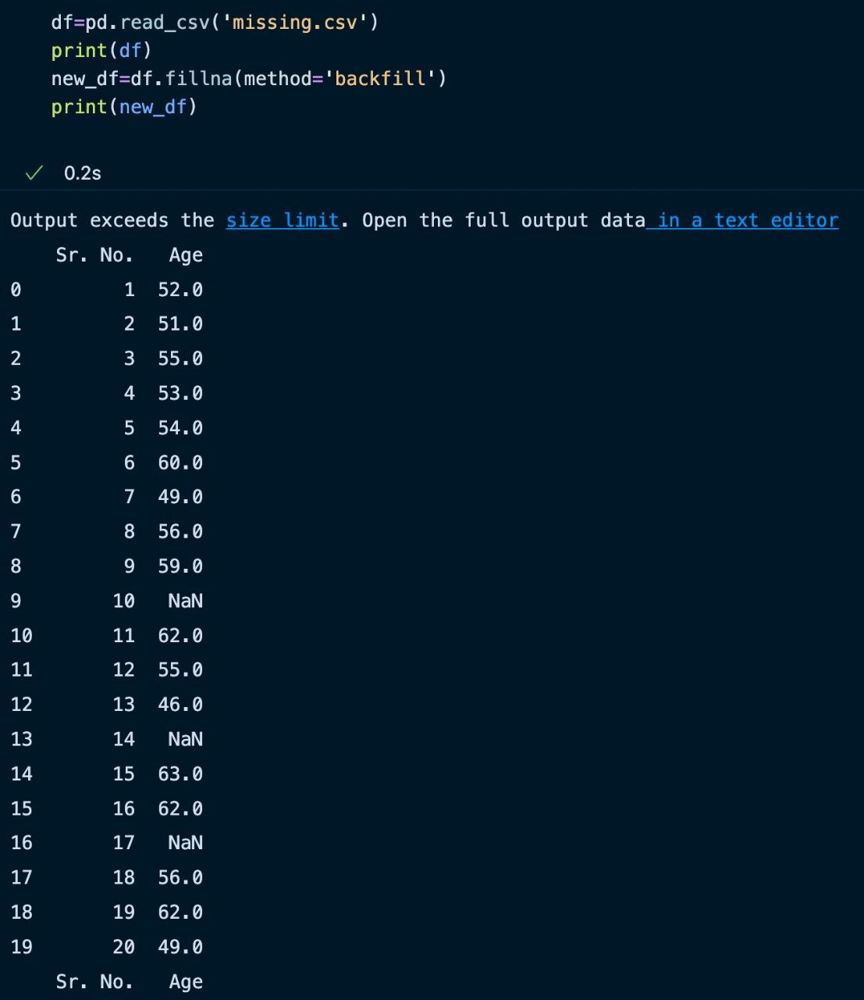 df=pd.read_csv('missing.csv')
print(df)
new_df=df.fillna(method='backfill')
print(new_df)
0.2s
Output exceeds the size limit. Open the full output data in a text editor
Sr. No. Age
0 1 52.0
1 2 51.0
2 3 55.0
3 4 53.0
4 5 54.0
5 6 60.0
6 7 49.0
7 8 56.0
8 9 59.0
9 10 NaN
10 11 62.0
11 12 55.0
12 13 46.0
13 14 NaN
14 15 63.0
15 16 62.0
16 17 NaN
17 18 56.0
18 19 62.0
19 20 49.0
Sr. No. Age